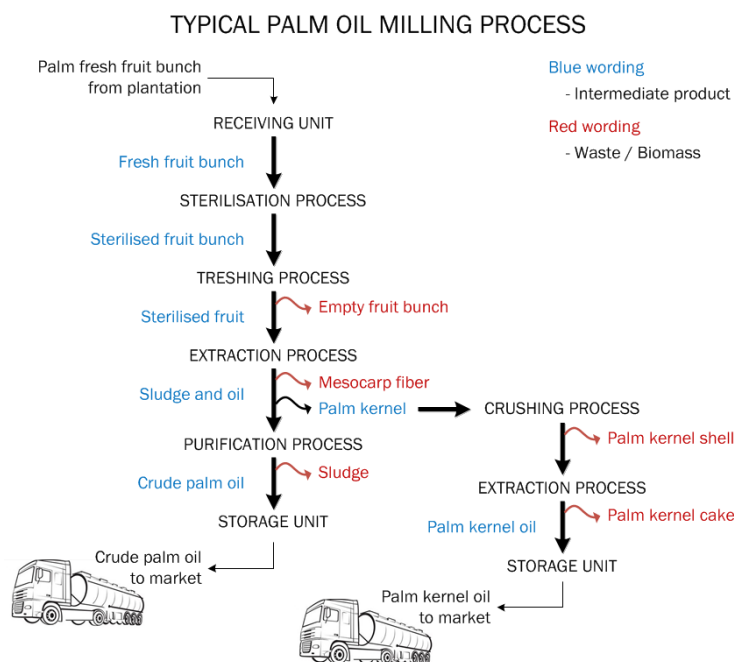 TYPICAL PALM OIL MILLING PROCESS
Palm fresh fruit bunch
from plantation
Blue wording
- Intermediate product
Red wording
- Waste / Biomass
RECEIVING UNIT
Fresh fruit bunch
STERILISATION PROCESS
Sterilised fruit bunch
TRESHING PROCESS
Empty fruit bunch
Sterilised fruit
EXTRACTION PROCESS
Mesocarp fiber
Sludge and oil
Palm kernel
CRUSHING PROCESS
PURIFICATION PROCESS
Palm kernel shell
Sludge
Crude palm oil
EXTRACTION PROCESS
STORAGE UNIT
Palm kernel cake
Palm kernel oil
Crude palm oil
to market
STORAGE UNIT
Palm kernel oil
to market